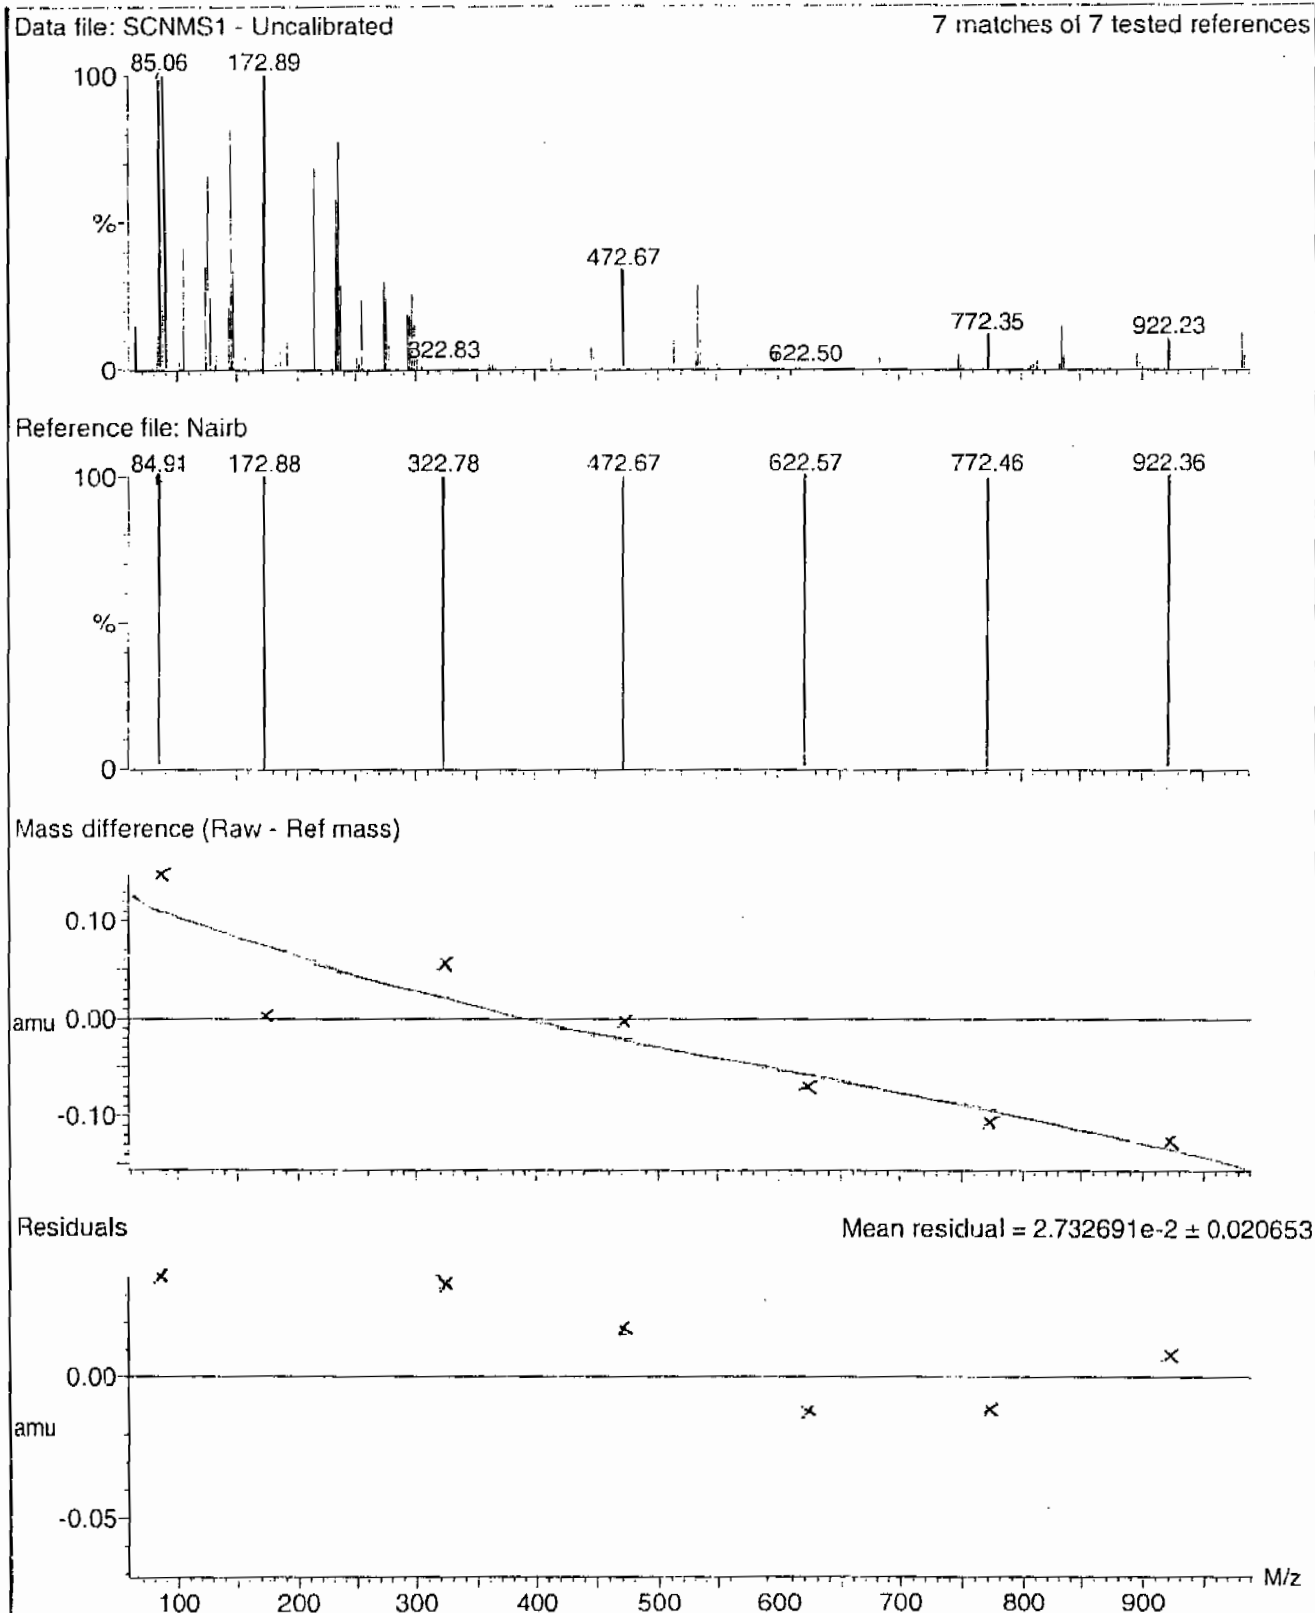 Data file: SCNMS1 - Uncalibrated 7 matches of 7 tested references
85.06 172.89
100
%
472.67
772.35 922.23
322.83 622.50
0
Reference file: Nairb
84.91 172.88 322.78 472.67 622.57 772.46 922.36
100
%
0
Mass difference (Raw - Ref mass)
0.10
amu 0.00
-0.10
Residuals Mean residual = 2.732691e-2 ± 0.020653
0.00
amu
-0.05
M/z
100 200 300 400 500 600 700 800 900